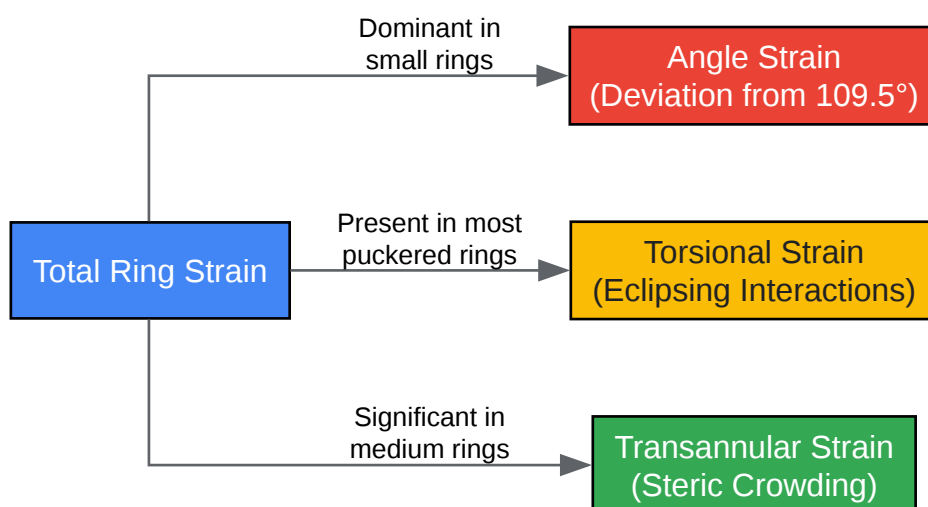 Dominant in
small rings
Angle Strain
(Deviation from 109.5°)
Total Ring Strain
Present in most
puckered rings
Torsional Strain
(Eclipsing Interactions)
Significant in
medium rings
Transannular Strain
(Steric Crowding)